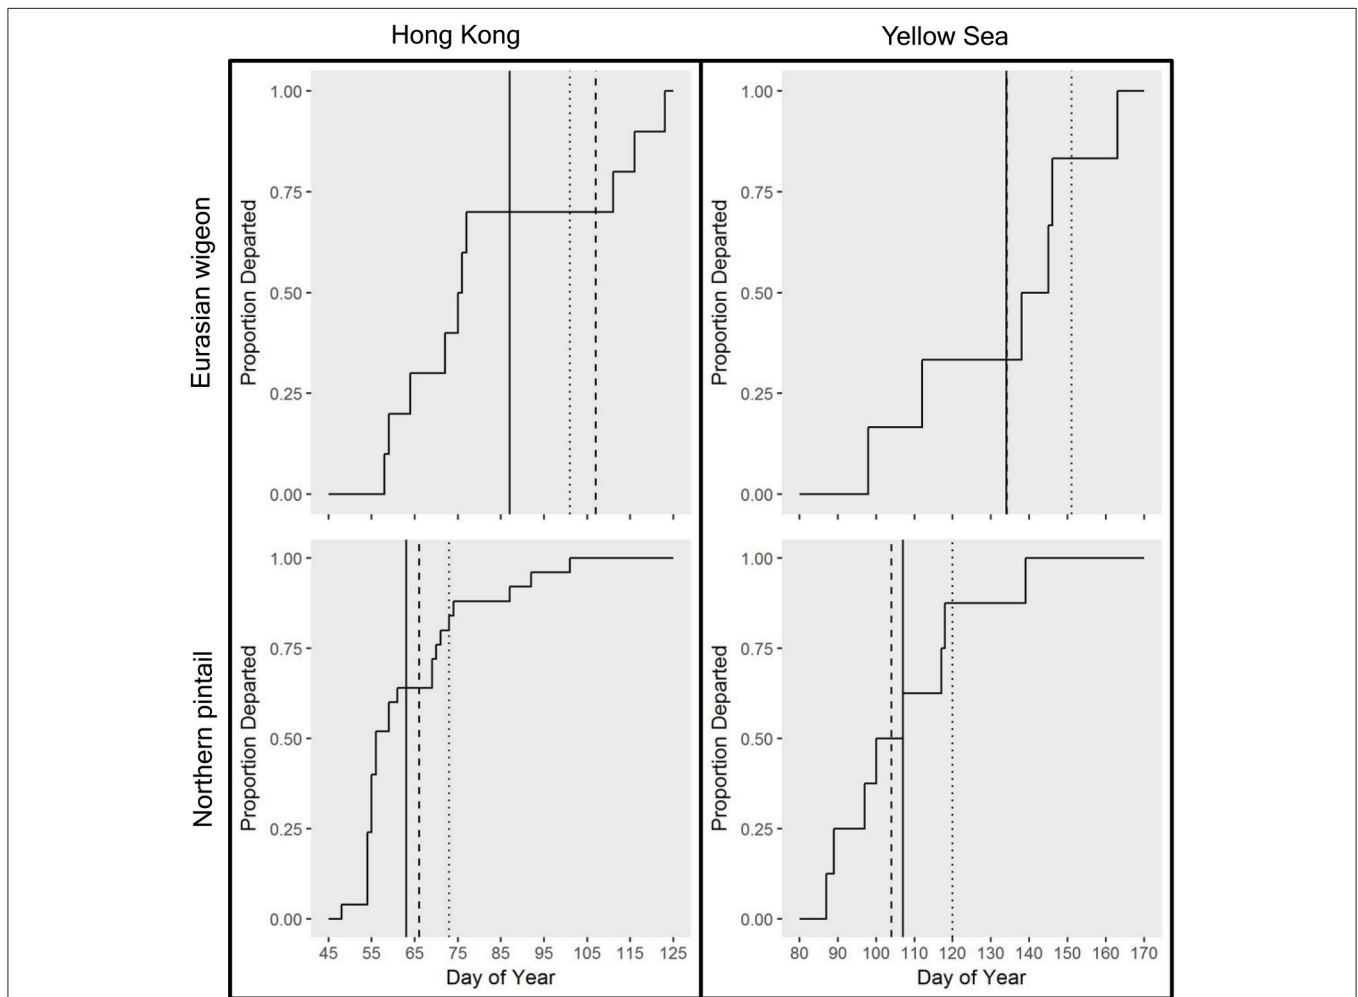 Hong Kong
Yellow Sea
Eurasian wigeon
Proportion Departed
1.00
0.75
0.50
0.25
0.00
Proportion Departed
1.00
0.75
0.50
0.25
0.00
Northern pintail
Proportion Departed
1.00
0.75
0.50
0.25
0.00
45 55 65 75 85 95 105 115 125
Day of Year
Proportion Departed
1.00
0.75
0.50
0.25
0.00
80 90 100 110 120 130 140 150 160 170
Day of Year